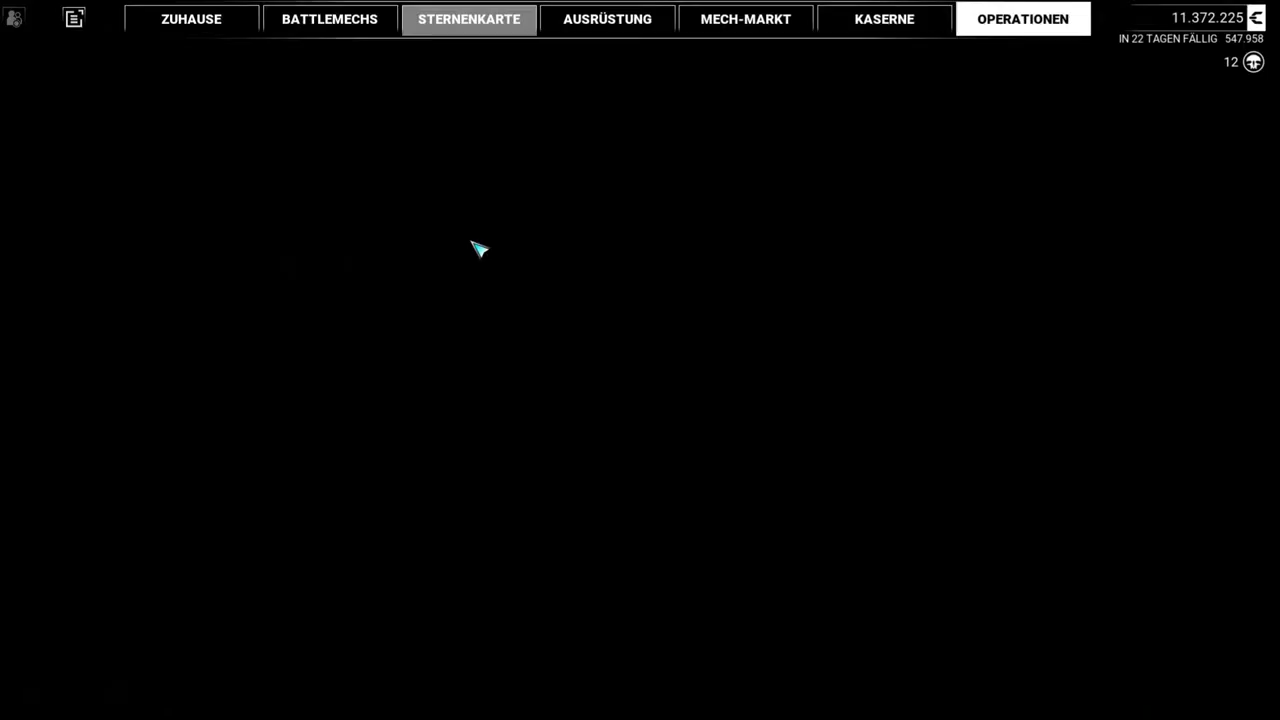 ZUHAUSE BATTLEMECHS STERNENKARTE AUSRÜSTUNG MECH-MARKT KASERNE OPERATIONEN
11.372.225
IN 22 TAGEN FÄLLIG 547.958
12